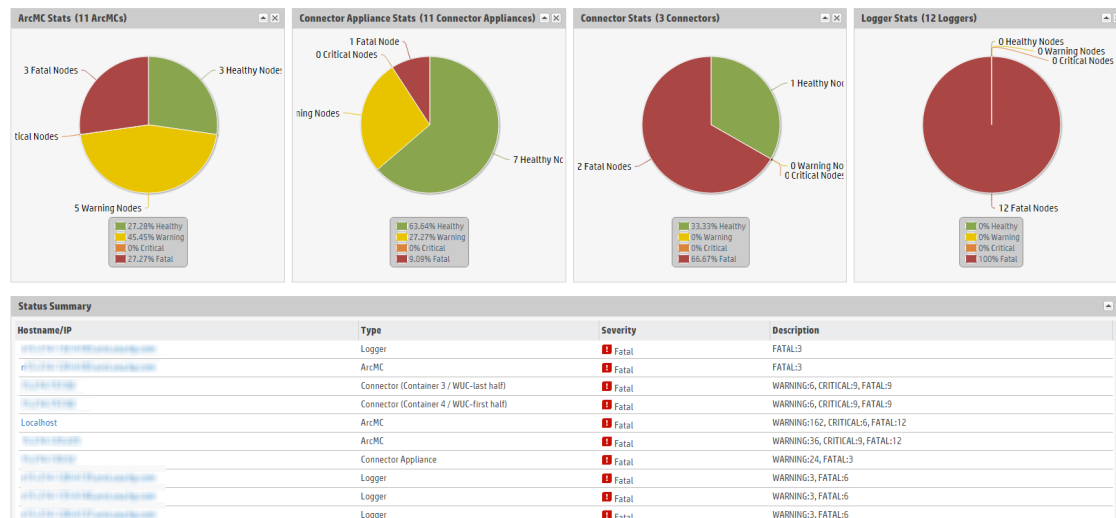 ArcMC Stats (11 ArcMCs)
3 Fatal Nodes
3 Healthy Nodes
tical Nodes
5 Warning Nodes
27.28% Healthy
45.45% Warning
0% Critical
27.27% Fatal
Connector Appliance Stats (11 Connector Appliances)
1 Fatal Node
0 Critical Nodes
ning Nodes
7 Healthy No
63.64% Healthy
27.27% Warning
0% Critical
9.09% Fatal
Connector Stats (3 Connectors)
1 Healthy Noc
2 Fatal Nodes
0 Warning No
0 Critical Nodes
33.33% Healthy
0% Warning
0% Critical
66.67% Fatal
Logger Stats (12 Loggers)
0 Healthy Nodes
0 Warning Nodes
0 Critical Nodes
12 Fatal Nodes
0% Healthy
0% Warning
0% Critical
100% Fatal
Status Summary
Hostname/IP Type Severity Description
Logger Fatal FATAL:3
ArcMC Fatal FATAL:3
Connector (Container 3 / WUC-last half) Fatal WARNING:6, CRITICAL:9, FATAL:9
Connector (Container 4 / WUC-first half) Fatal WARNING:6, CRITICAL:9, FATAL:9
Localhost ArcMC Fatal WARNING:162, CRITICAL:6, FATAL:12
ArcMC Fatal WARNING:36, CRITICAL:9, FATAL:12
Connector Appliance Fatal WARNING:24, FATAL:3
Logger Fatal WARNING:3, FATAL:6
Logger Fatal WARNING:3, FATAL:6
Logger Fatal WARNING:3, FATAL:6